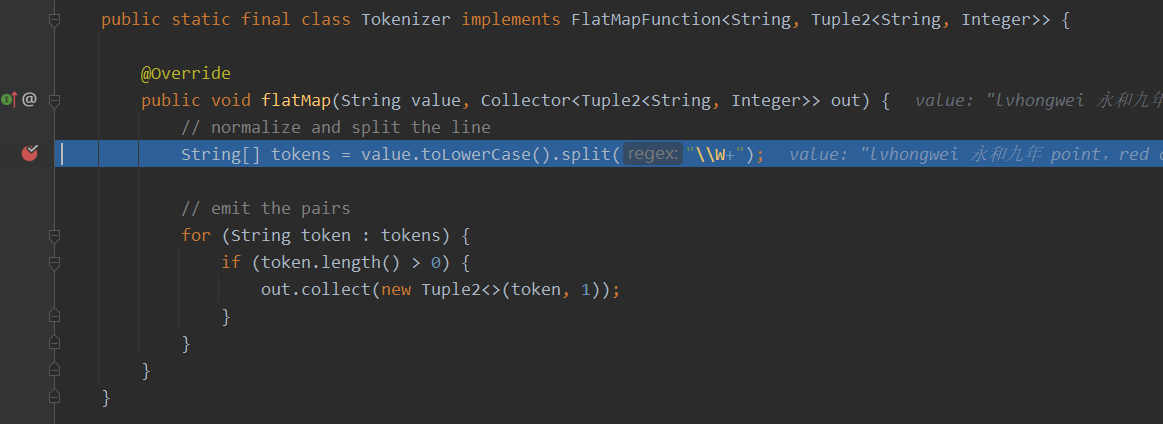 public static final class Tokenizer implements FlatMapFunction<String, Tuple2<String, Integer>> {
@Override
@ public void flatMap(String value, Collector<Tuple2<String, Integer>> out) { value: "lvhongwei 永和九年
// normalize and split the line
String[] tokens = value.toLowerCase().split( regex: "\\W+"); value: "lvhongwei 永和九年 point, red
// emit the pairs
for (String token : tokens) {
if (token.length() > 0) {
out.collect(new Tuple2<>(token, 1));
}
}
}
}